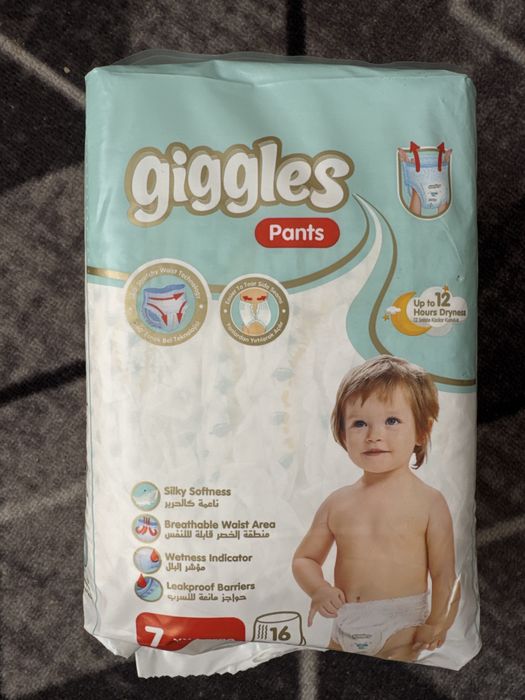 giggles
Pants
Up to 12
Hours Dryness
Silky Softness
ناعمة كالحرير
Breathable Waist Area
منطقة الخصر قابلة للتنفس
Wetness Indicator
مؤشر البلل
Leakproof Barriers
حواجز مانعة للتسرب
7
16